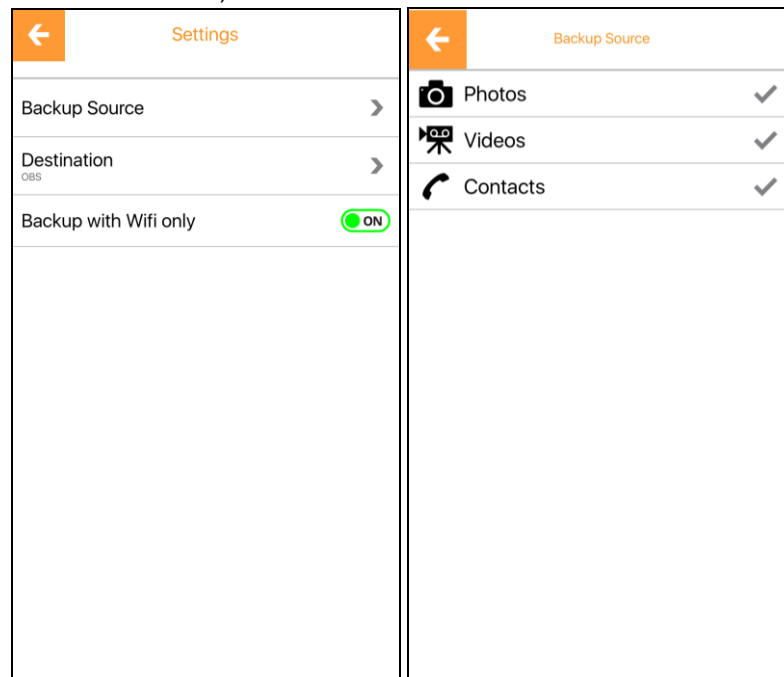 Settings
Backup Source
Destination
OBS
Backup with Wifi only
ON
Backup Source
Photos
Videos
Contacts